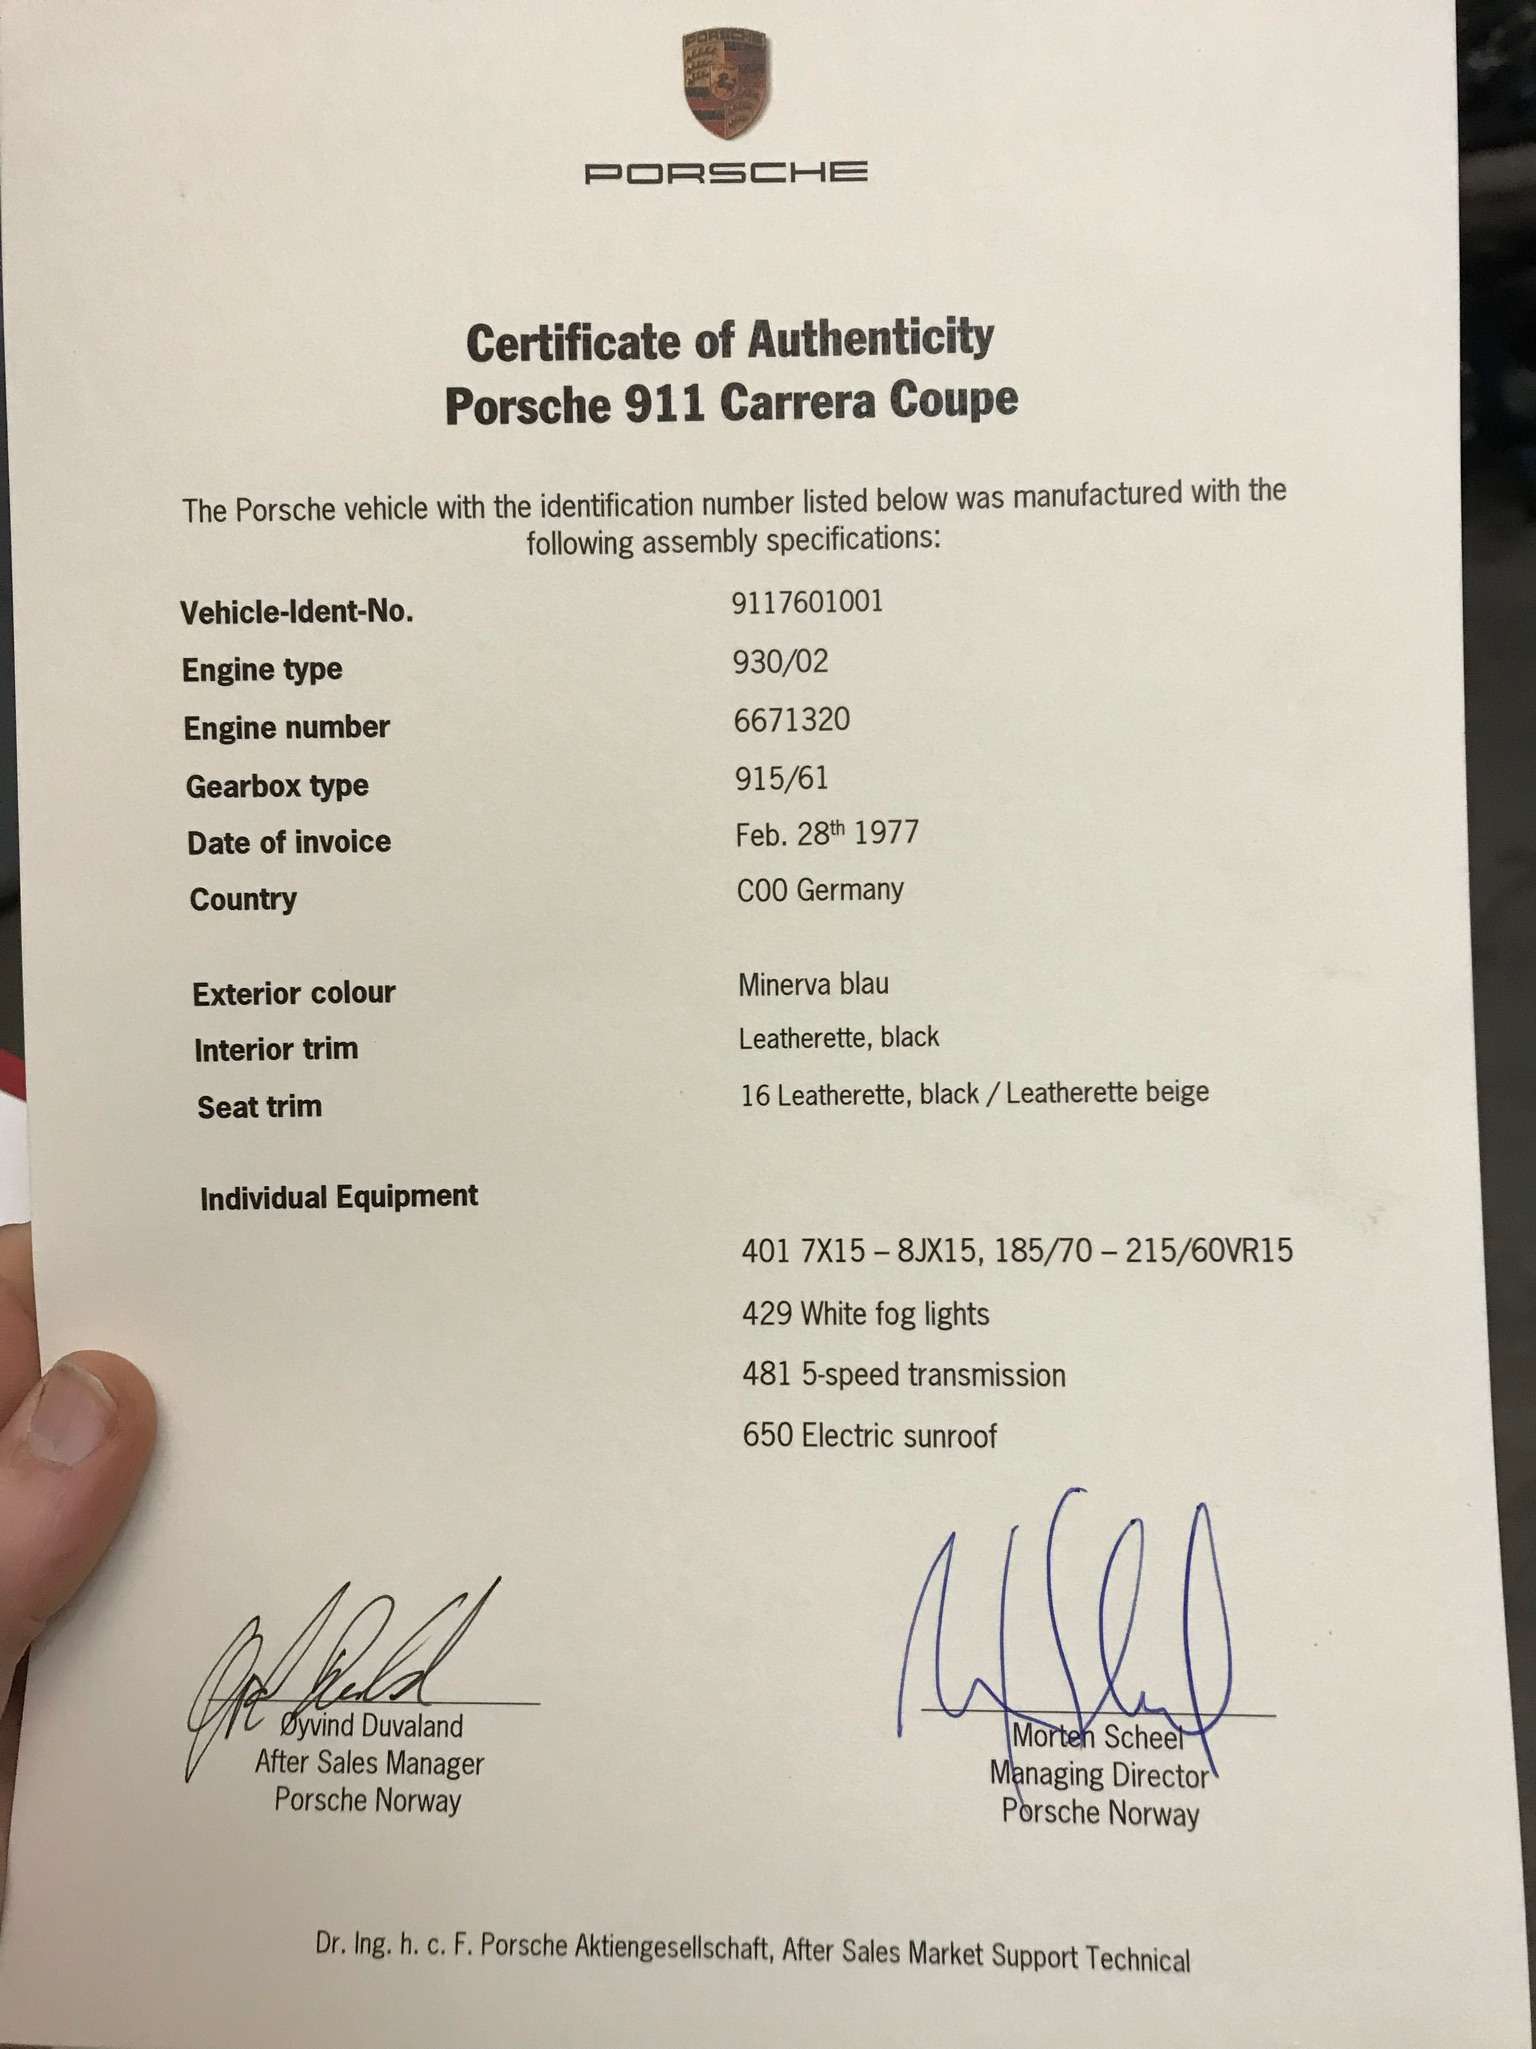 PORSCHE
PORSCHE
Certificate of Authenticity
Porsche 911 Carrera Coupe
The Porsche vehicle with the identification number listed below was manufactured with the
following assembly specifications:
Vehicle-Ident-No. 9117601001
Engine type 930/02
Engine number 6671320
Gearbox type 915/61
Date of invoice Feb. 28th 1977
Country C00 Germany
Exterior colour Minerva blau
Interior trim Leatherette, black
Seat trim 16 Leatherette, black / Leatherette beige
Individual Equipment
401 7X15 – 8JX15, 185/70 – 215/60VR15
429 White fog lights
481 5-speed transmission
650 Electric sunroof
Øyvind Duvaland
After Sales Manager
Porsche Norway
Morten Scheel
Managing Director
Porsche Norway
Dr. Ing. h. c. F. Porsche Aktiengesellschaft, After Sales Market Support Technical